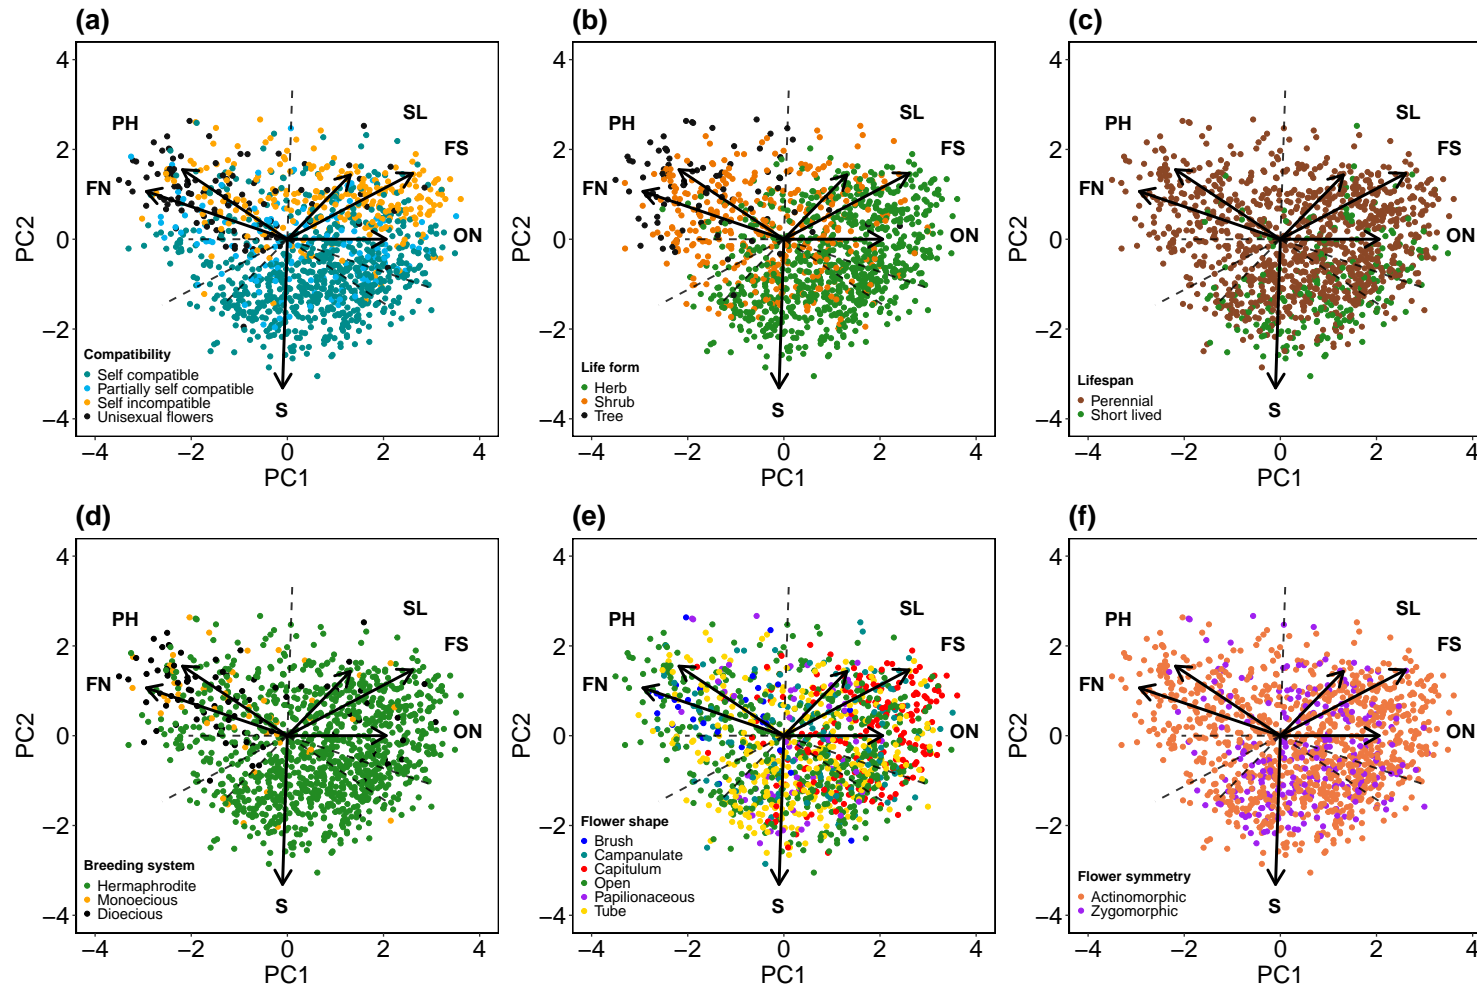 (a)
(b)
(c)
4
2
0
−2
−4
PC2
PH
SL
FS
FN
ON
S
Compatibility
Self compatible
Partially self compatible
Self incompatible
Unisexual flowers
−4
−2
0
2
4
PC1
4
2
0
−2
−4
PC2
PH
SL
FS
FN
ON
S
Life form
Herb
Shrub
Tree
−4
−2
0
2
4
PC1
4
2
0
−2
−4
PC2
PH
SL
FS
FN
ON
S
Lifespan
Perennial
Short lived
−4
−2
0
2
4
PC1
(d)
(e)
(f)
4
2
0
−2
−4
PC2
PH
SL
FS
FN
ON
S
Breeding system
Hermaphrodite
Monoecious
Dioecious
−4
−2
0
2
4
PC1
4
2
0
−2
−4
PC2
PH
SL
FS
FN
ON
S
Flower shape
Brush
Campanulate
Capitulum
Open
Papilionaceous
Tube
−4
−2
0
2
4
PC1
4
2
0
−2
−4
PC2
PH
SL
FS
FN
ON
S
Flower symmetry
Actinomorphic
Zygomorphic
−4
−2
0
2
4
PC1